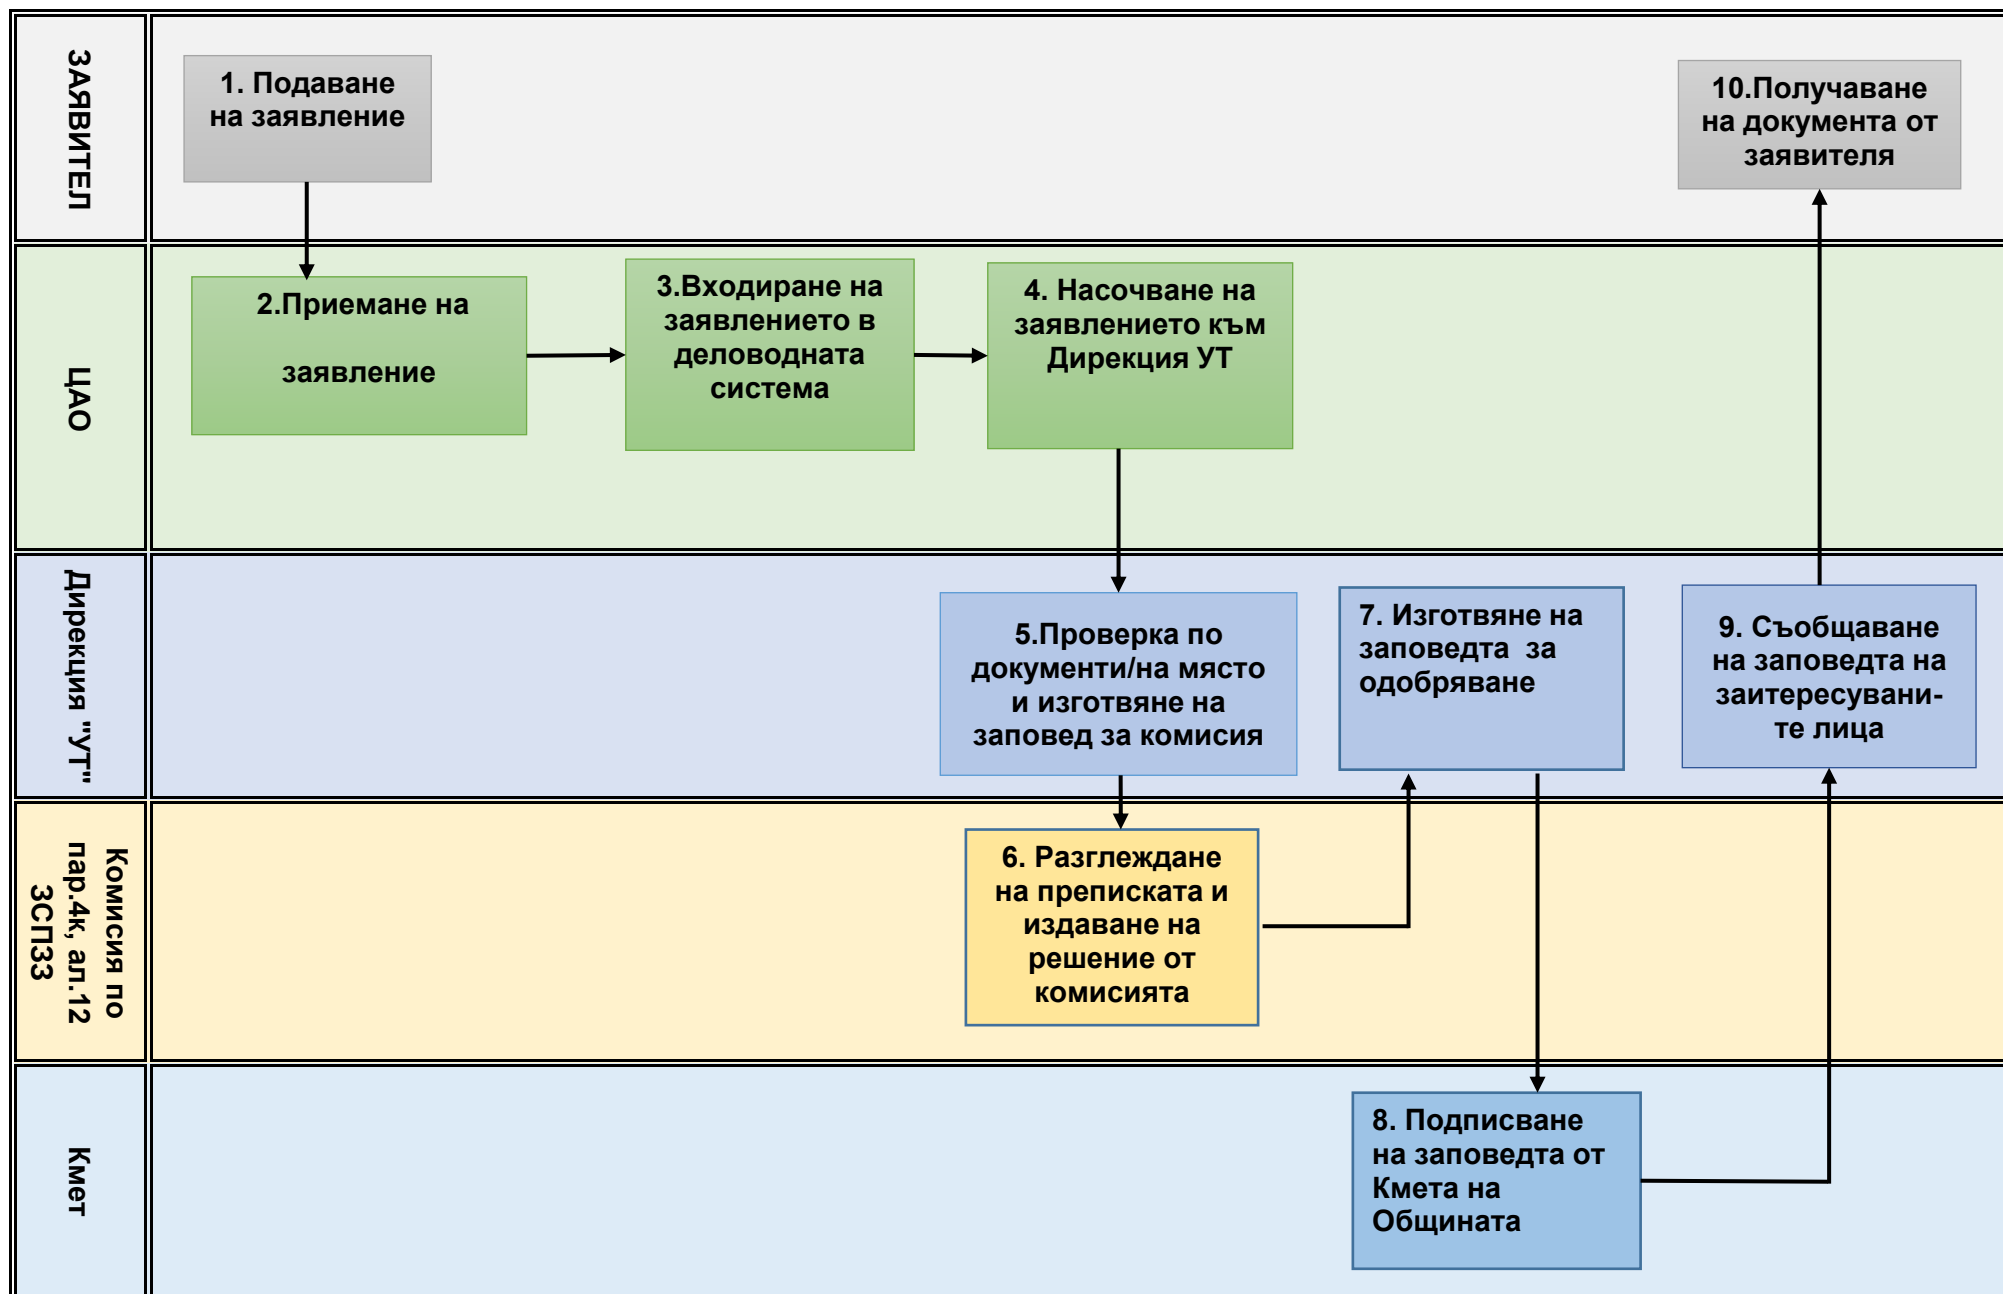 ЗАЯВИТЕЛ
1. Подаване
на заявление
10.Получаване
на документа от
заявителя
ЦАО
2.Приемане на
заявление
3.Входиране на
заявлението в
деловодната
система
4. Насочване на
заявлението към
Дирекция УТ
Дирекция "УТ"
5.Проверка по
документи/на място
и изготвяне на
заповед за комисия
7. Изготвяне на
заповедта за
одобряване
9. Съобщаване
на заповедта на
заитересувани-
те лица
Комисия по
пар.4к, ал.12
ЗСПЗЗ
6. Разглеждане
на преписката и
издаване на
решение от
комисията
Кмет
8. Подписване
на заповедта от
Кмета на
Общината